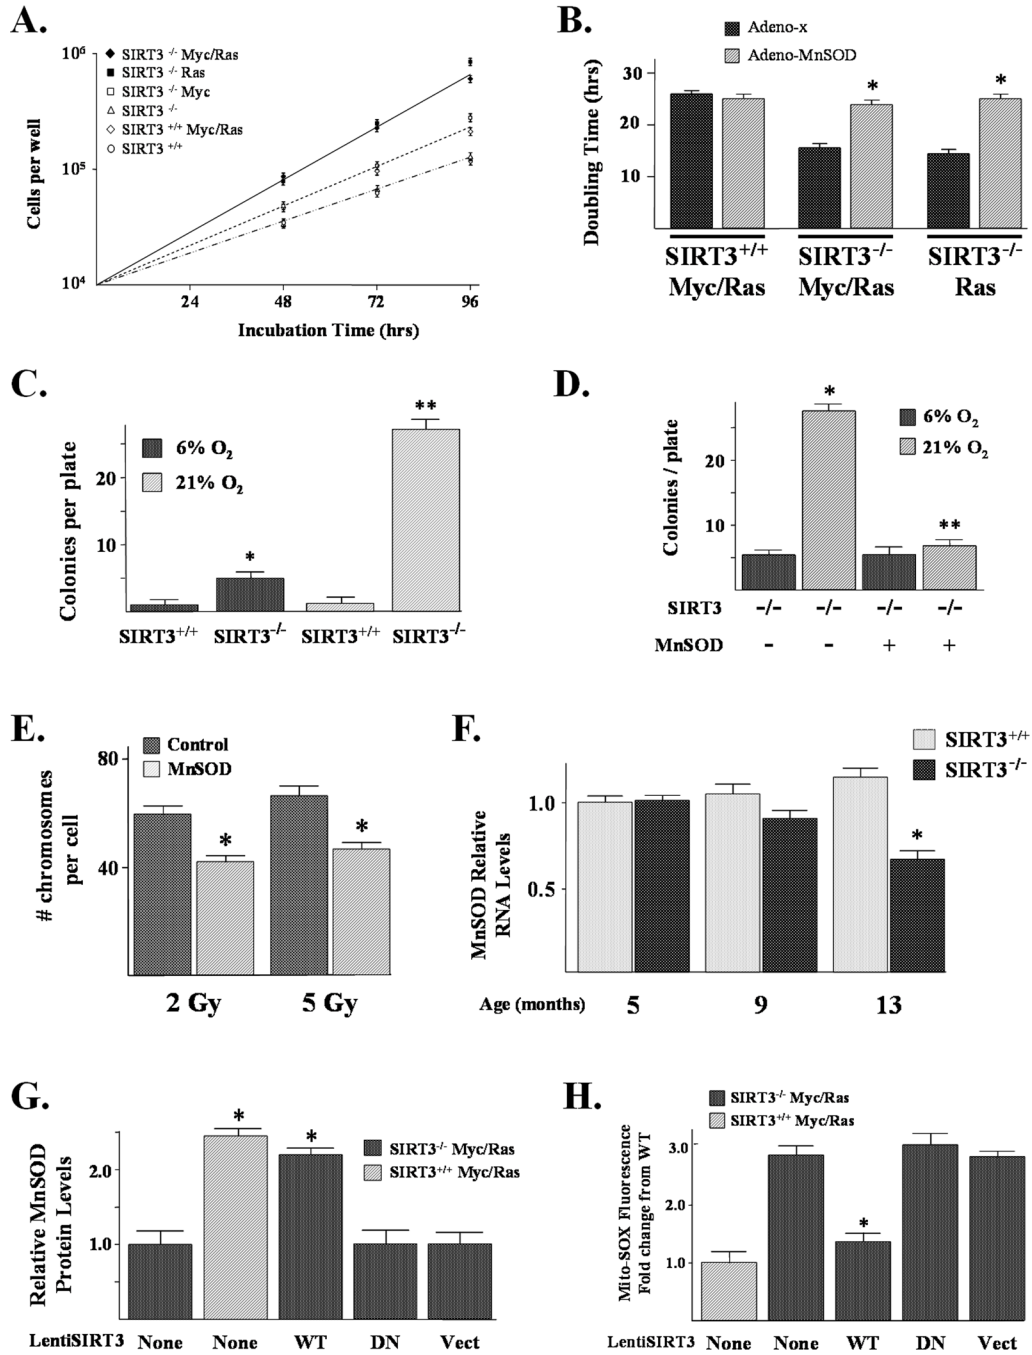 A.
10⁶
10⁵
10⁴
Cells per well
SIRT3 -/- Myc/Ras
SIRT3 -/- Ras
SIRT3 -/- Myc
SIRT3 -/-
SIRT3 +/+ Myc/Ras
SIRT3 +/+
24 48 72 96
Incubation Time (hrs)
B.
Adeno-x
Adeno-MnSOD
Doubling Time (hrs)
30
20
10
* *
SIRT3+/+ SIRT3-/- SIRT3-/-
Myc/Ras Myc/Ras Ras
C.
Colonies per plate
6% O₂
21% O₂
20
10
* **
SIRT3+/+ SIRT3-/- SIRT3+/+ SIRT3-/-
D.
Colonies / plate
6% O₂
21% O₂
20
10
* **
SIRT3 -/- -/- -/- -/-
MnSOD - - + +
E.
# chromosomes
per cell
Control
MnSOD
80
40
* *
2 Gy 5 Gy
F.
SIRT3+/+
SIRT3-/-
MnSOD Relative
RNA Levels
1.0
0.5
*
Age (months) 5 9 13
G.
Relative MnSOD
Protein Levels
SIRT3-/- Myc/Ras
SIRT3+/+ Myc/Ras
2.0
1.0
* *
LentiSIRT3 None None WT DN Vect
H.
SIRT3-/- Myc/Ras
SIRT3+/+ Myc/Ras
Mito-SOX Fluorescence
Fold change from WT
3.0
2.0
1.0
*
LentiSIRT3 None None WT DN Vect